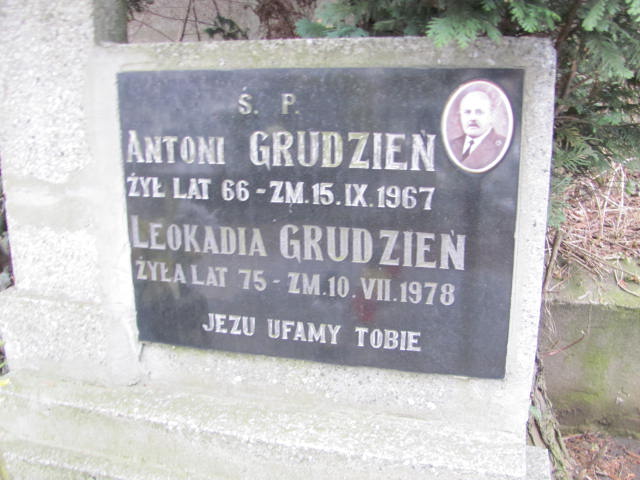 Ś. P.
ANTONI GRUDZIEŃ
ŻYŁ LAT 66 - ZM. 15. IX. 1967
LEOKADIA GRUDZIEŃ
ŻYŁA LAT 75 - ZM. 10. VII. 1978
JEZU UFAMY TOBIE